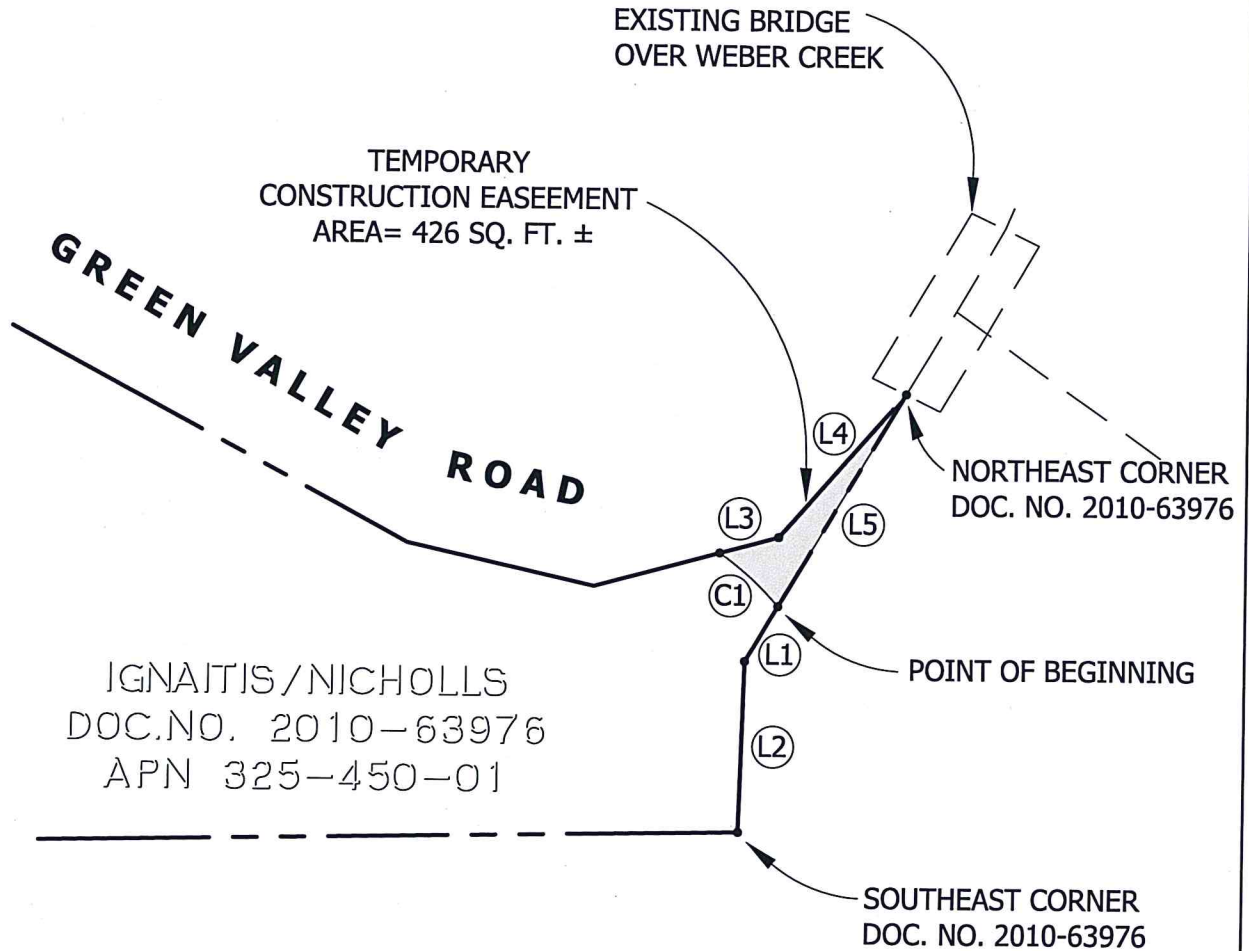 EXISTING BRIDGE
OVER WEBER CREEK
TEMPORARY
CONSTRUCTION EASEEMENT
AREA= 426 SQ. FT. ±
GREEN VALLEY ROAD
L4
NORTHEAST CORNER
DOC. NO. 2010-63976
L3
L5
C1
L1
POINT OF BEGINNING
IGNAITIS/NICHOLLS
DOC.NO. 2010-63976
APN 325-450-01
L2
SOUTHEAST CORNER
DOC. NO. 2010-63976